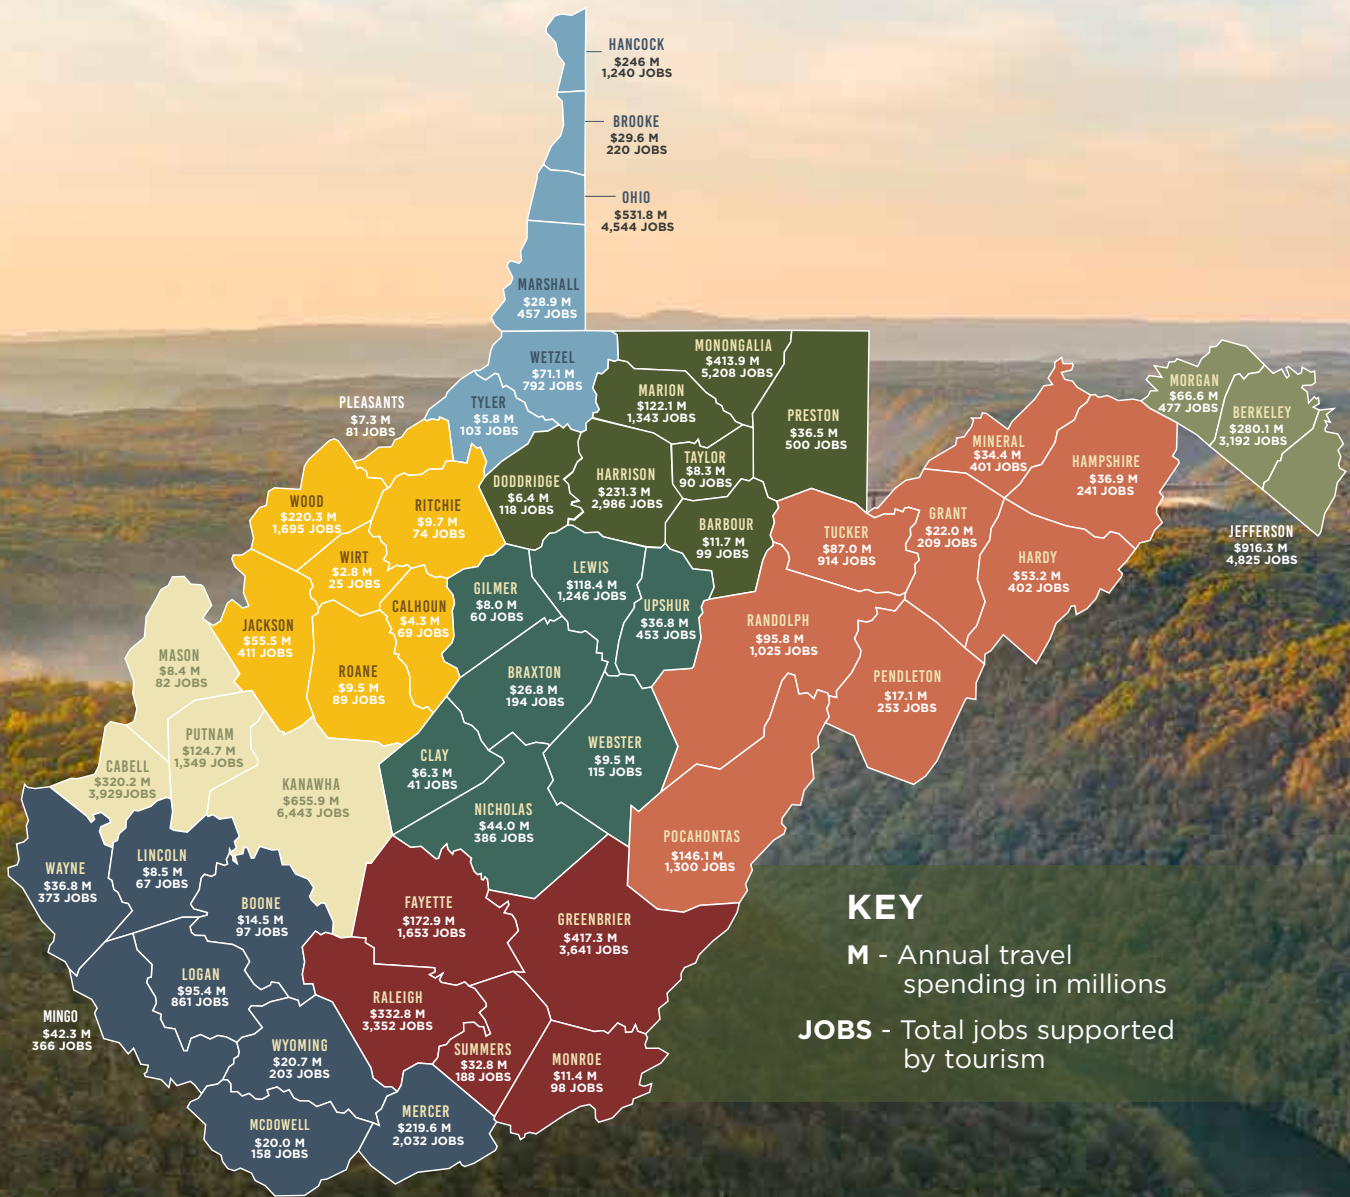 HANCOCK
$246 M
1,240 JOBS
BROOKE
$29.6 M
220 JOBS
OHIO
$531.8 M
4,544 JOBS
MARSHALL
$28.9 M
457 JOBS
WETZEL
$71.1 M
792 JOBS
TYLER
$5.8 M
103 JOBS
MONONGALIA
$413.9 M
5,208 JOBS
MARION
$122.1 M
1,343 JOBS
PRESTON
$36.5 M
500 JOBS
TAYLOR
$8.3 M
90 JOBS
HARRISON
$231.3 M
2,986 JOBS
DODDRIDGE
$6.4 M
118 JOBS
BARBOUR
$11.7 M
99 JOBS
MORGAN
$66.6 M
477 JOBS
BERKELEY
$280.1 M
3,192 JOBS
JEFFERSON
$916.3 M
4,825 JOBS
MINERAL
$34.4 M
401 JOBS
HAMPSHIRE
$36.9 M
241 JOBS
GRANT
$22.0 M
209 JOBS
HARDY
$53.2 M
402 JOBS
TUCKER
$87.0 M
914 JOBS
RANDOLPH
$95.8 M
1,025 JOBS
PENDLETON
$17.1 M
253 JOBS
POCAHONTAS
$146.1 M
1,300 JOBS
PLEASANTS
$7.3 M
81 JOBS
WOOD
$220.3 M
1,695 JOBS
RITCHIE
$9.7 M
74 JOBS
WIRT
$2.8 M
25 JOBS
CALHOUN
$4.3 M
69 JOBS
JACKSON
$55.5 M
411 JOBS
ROANE
$9.5 M
89 JOBS
GILMER
$8.0 M
60 JOBS
LEWIS
$118.4 M
1,246 JOBS
UPSHUR
$36.8 M
453 JOBS
BRAXTON
$26.8 M
194 JOBS
WEBSTER
$9.5 M
115 JOBS
CLAY
$6.3 M
41 JOBS
NICHOLAS
$44.0 M
386 JOBS
MASON
$8.4 M
82 JOBS
PUTNAM
$124.7 M
1,349 JOBS
CABELL
$320.2 M
3,929JOBS
KANAWHA
$655.9 M
6,443 JOBS
WAYNE
$36.8 M
373 JOBS
LINCOLN
$8.5 M
67 JOBS
BOONE
$14.5 M
97 JOBS
LOGAN
$95.4 M
861 JOBS
MINGO
$42.3 M
366 JOBS
WYOMING
$20.7 M
203 JOBS
MCDOWELL
$20.0 M
158 JOBS
MERCER
$219.6 M
2,032 JOBS
FAYETTE
$172.9 M
1,653 JOBS
GREENBRIER
$417.3 M
3,641 JOBS
RALEIGH
$332.8 M
3,352 JOBS
SUMMERS
$32.8 M
188 JOBS
MONROE
$11.4 M
98 JOBS
KEY
M - Annual travel
spending in millions
JOBS - Total jobs supported
by tourism